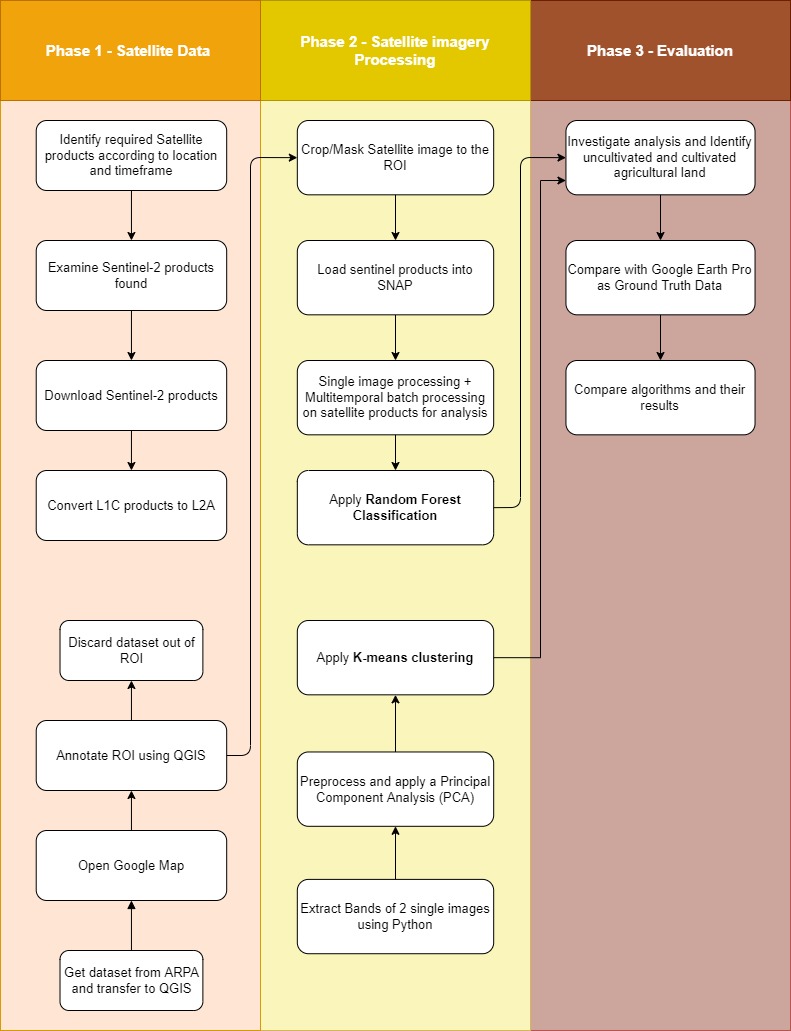 Phase 1 - Satellite Data
Phase 2 - Satellite imagery
Processing
Phase 3 - Evaluation
Identify required Satellite
products according to location
and timeframe
Examine Sentinel-2 products
found
Download Sentinel-2 products
Convert L1C products to L2A
Discard dataset out of
ROI
Annotate ROI using QGIS
Open Google Map
Get dataset from ARPA
and transfer to QGIS
Crop/Mask Satellite image to the
ROI
Load sentinel products into
SNAP
Single image processing +
Multitemporal batch processing
on satellite products for analysis
Apply Random Forest
Classification
Apply K-means clustering
Preprocess and apply a Principal
Component Analysis (PCA)
Extract Bands of 2 single images
using Python
Investigate analysis and Identify
uncultivated and cultivated
agricultural land
Compare with Google Earth Pro
as Ground Truth Data
Compare algorithms and their
results